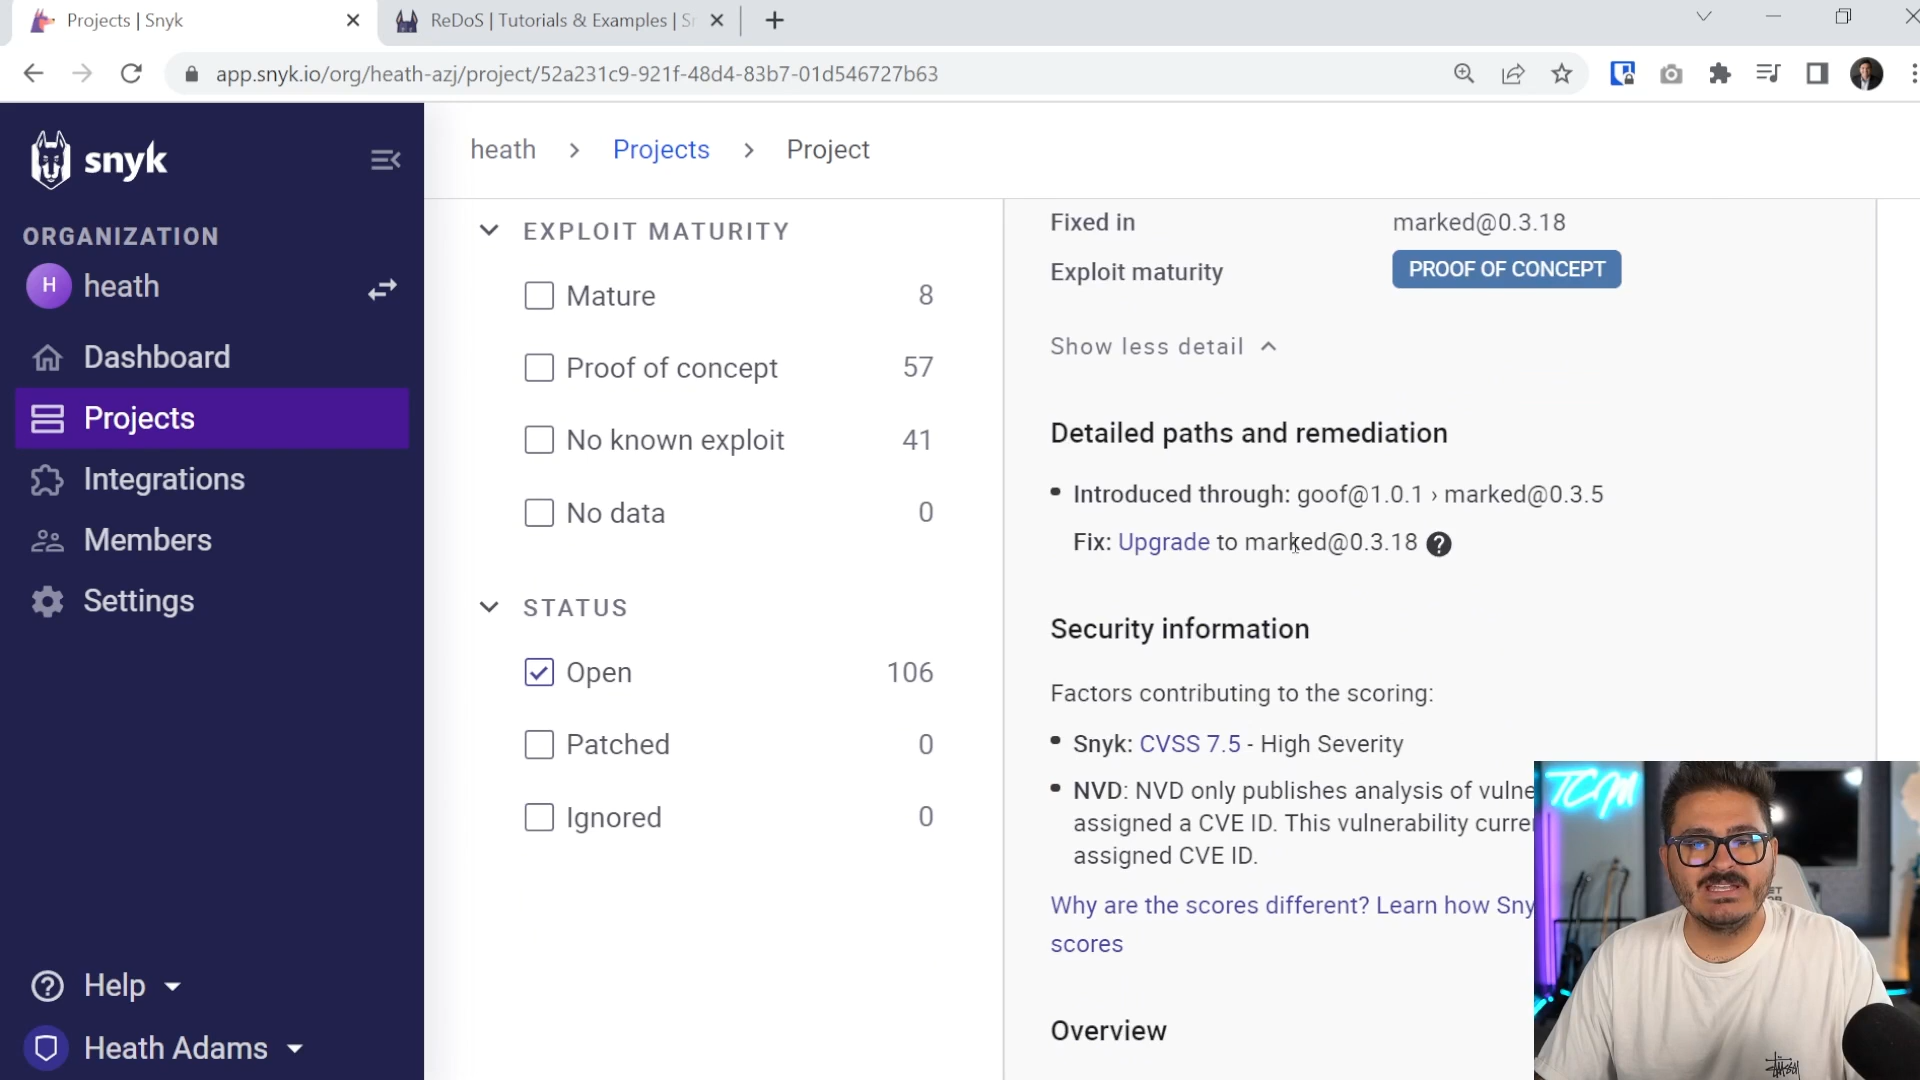 Projects | Snyk
ReDoS | Tutorials & Examples | Sn
app.snyk.io/org/heath-azj/project/52a231c9-921f-48d4-83b7-01d546727b63
snyk
ORGANIZATION
H heath
Dashboard
Projects
Integrations
Members
Settings
Help
Heath Adams
heath > Projects > Project
EXPLOIT MATURITY
Mature 8
Proof of concept 57
No known exploit 41
No data 0
STATUS
Open 106
Patched 0
Ignored 0
Fixed in marked@0.3.18
Exploit maturity PROOF OF CONCEPT
Show less detail
Detailed paths and remediation
• Introduced through: goof@1.0.1 › marked@0.3.5
Fix: Upgrade to marked@0.3.18 ?
Security information
Factors contributing to the scoring:
• Snyk: CVSS 7.5 - High Severity
• NVD: NVD only publishes analysis of vulne
assigned a CVE ID. This vulnerability curre
assigned CVE ID.
Why are the scores different? Learn how Sny
scores
Overview
TCM